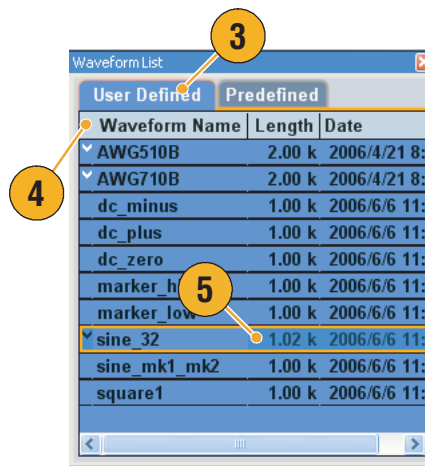 3
Waveform List
User Defined Predefined
4
Waveform Name Length Date
AWG510B 2.00 k 2006/4/21 8:
AWG710B 2.00 k 2006/4/21 8:
dc_minus 1.00 k 2006/6/6 11:
dc_plus 1.00 k 2006/6/6 11:
dc_zero 1.00 k 2006/6/6 11:
marker_h 1.00 k 2006/6/6 11:
5
marker_low 1.00 k 2006/6/6 11:
sine_32 1.02 k 2006/6/6 11:
sine_mk1_mk2 1.00 k 2006/6/6 11:
square1 1.00 k 2006/6/6 11: